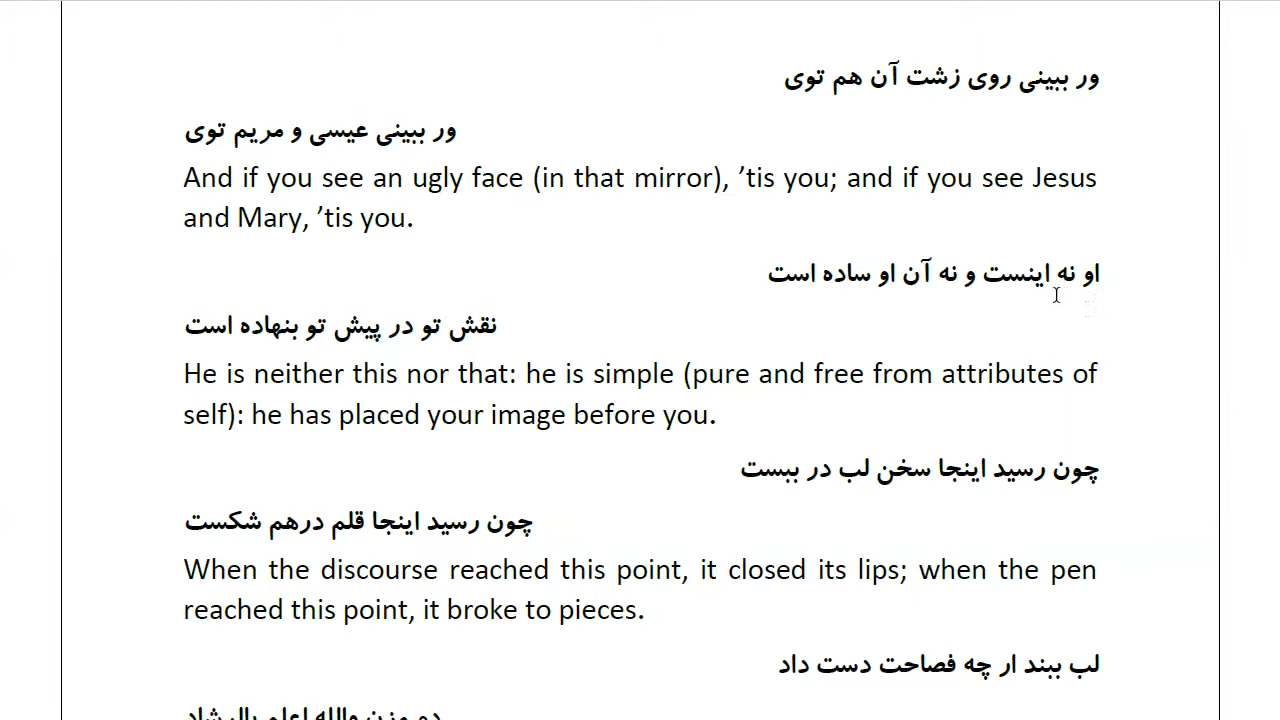 ور ببینی روی زشت آن هم توی
ور ببینی عیسی و مریم توی
And if you see an ugly face (in that mirror), ’tis you; and if you see Jesus
and Mary, ’tis you.
او نه اینست و نه آن او ساده است
نقش تو در پیش تو بنهاده است
He is neither this nor that: he is simple (pure and free from attributes of
self): he has placed your image before you.
چون رسید اینجا سخن لب در ببست
چون رسید اینجا قلم درهم شکست
When the discourse reached this point, it closed its lips; when the pen
reached this point, it broke to pieces.
لب ببند ار چه فصاحت دست داد
دم مزن والله اعلم بالرشاد